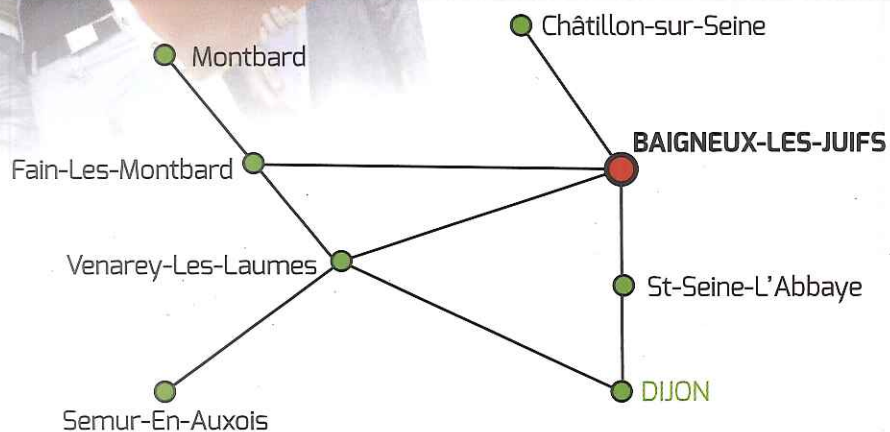 Châtillon-sur-Seine
Montbard
BAIGNEUX-LES-JUIFS
Fain-Les-Montbard
Venarey-Les-Laumes
St-Seine-L'Abbaye
DIJON
Semur-En-Auxois